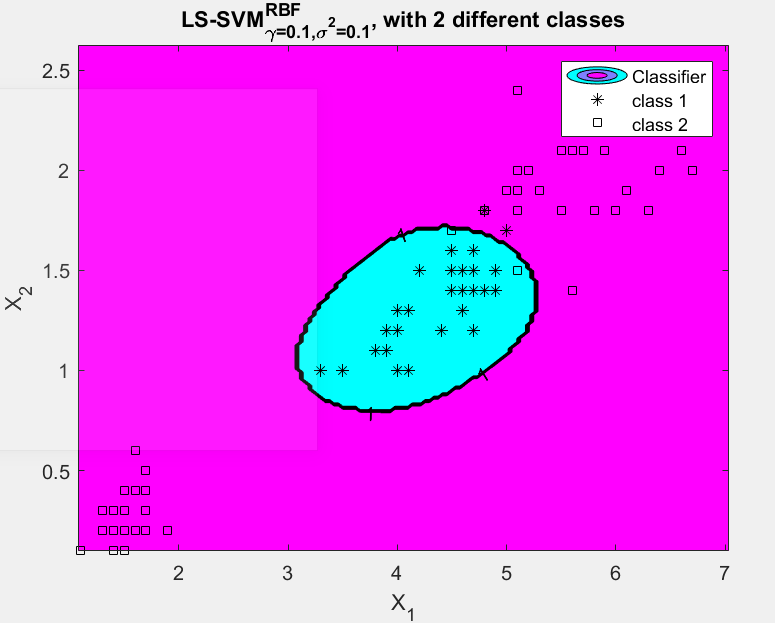 LS-SVM^RBF_γ=0.1,σ²=0.1, with 2 different classes
Classifier
class 1
class 2
2.5
2
1.5
1
0.5
X₂
2 3 4 5 6 7
X₁